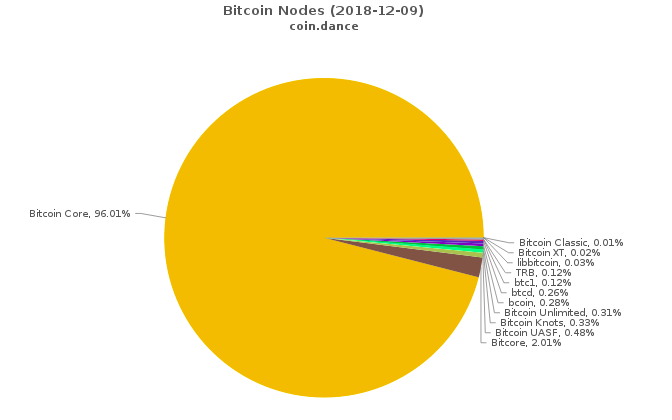 Bitcoin Nodes (2018-12-09)
coin.dance
Bitcoin Core, 96.01%
Bitcoin Classic, 0.01%
Bitcoin XT, 0.02%
libbitcoin, 0.03%
TRB, 0.12%
btc1, 0.12%
btcd, 0.26%
bcoin, 0.28%
Bitcoin Unlimited, 0.31%
Bitcoin Knots, 0.33%
Bitcoin UASF, 0.48%
Bitcore, 2.01%